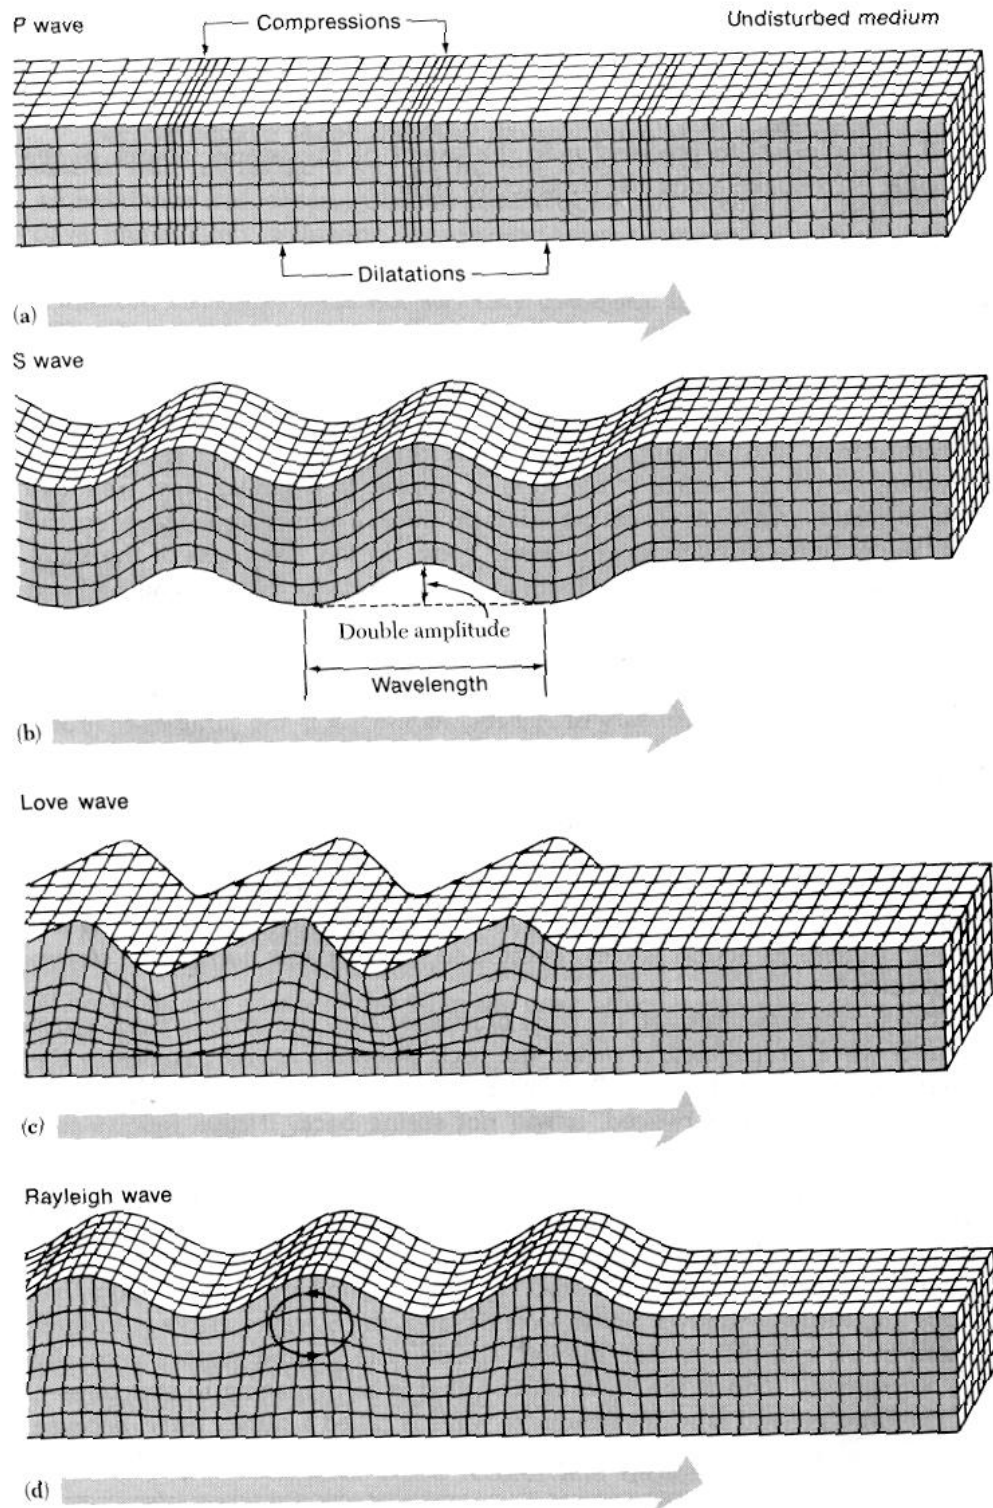 P wave
Compressions
Undisturbed medium
Dilatations
(a)
S wave
Double amplitude
Wavelength
(b)
Love wave
(c)
Rayleigh wave
(d)